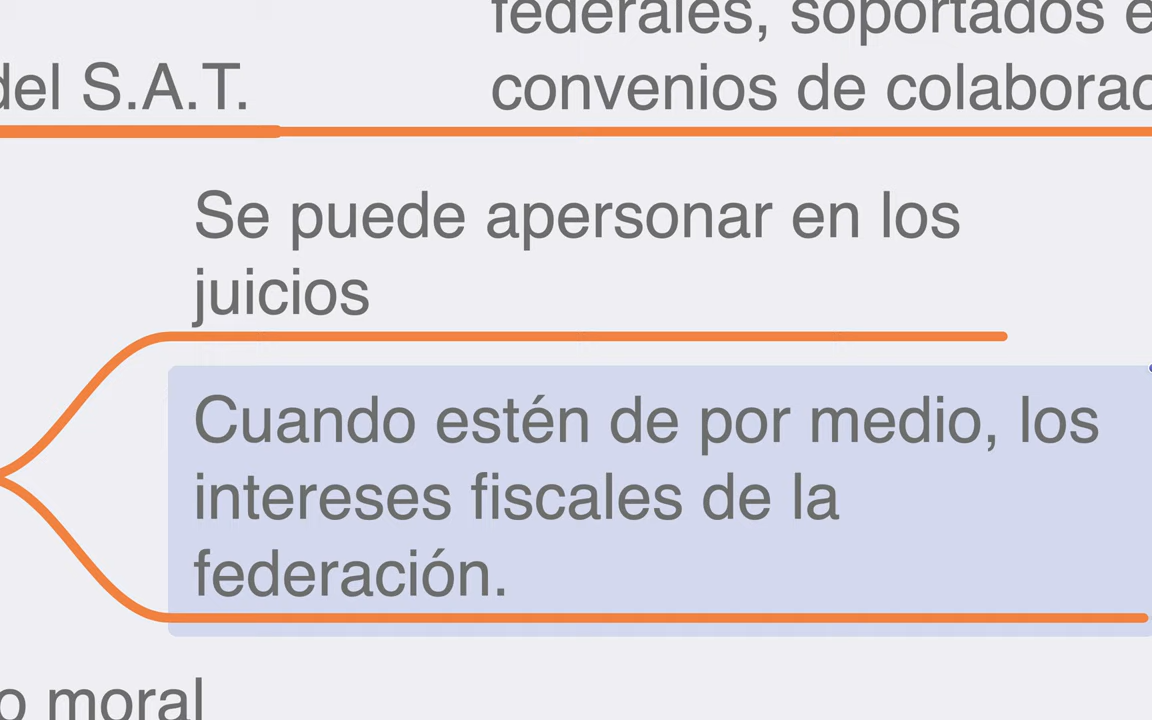 federales, soportados e
del S.A.T.
convenios de colaborac
Se puede apersonar en los
juicios
Cuando estén de por medio, los
intereses fiscales de la
federación.
o moral